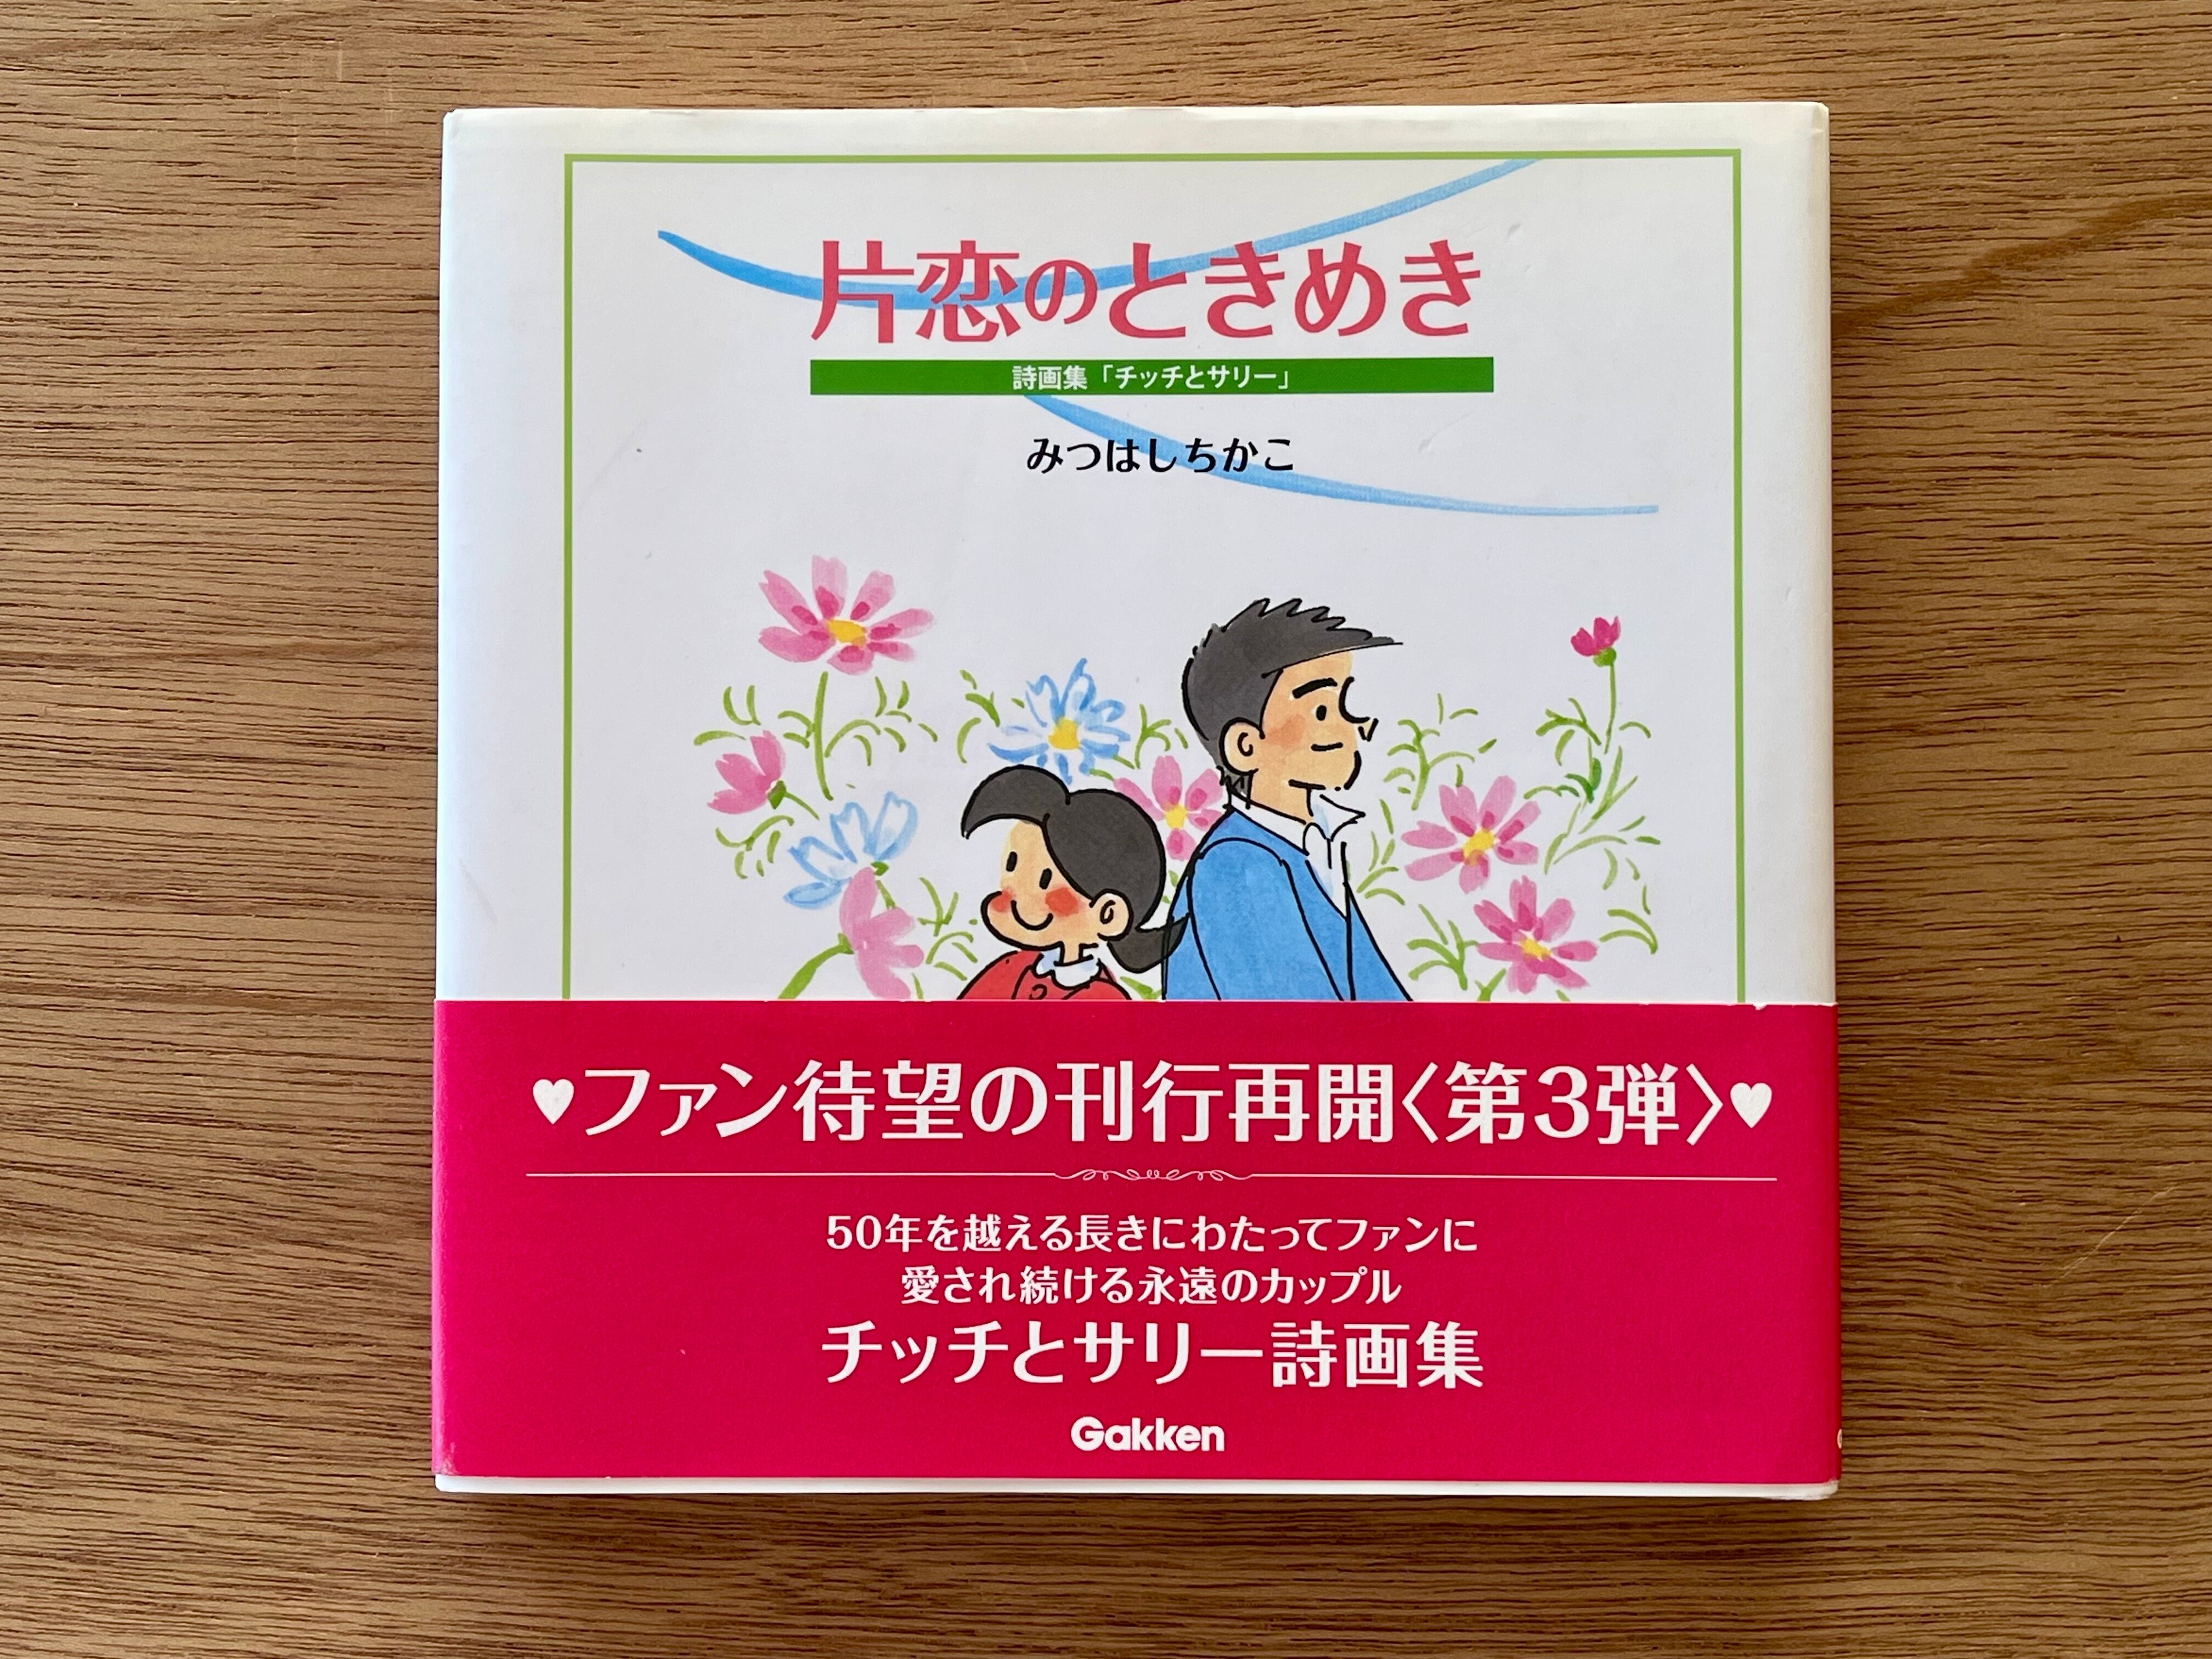 片恋のときめき
詩画集「チッチとサリー」
みつはしちかこ
♥ファン待望の刊行再開〈第3弾〉♥
50年を越える長きにわたってファンに
愛され続ける永遠のカップル
チッチとサリー詩画集
Gakken